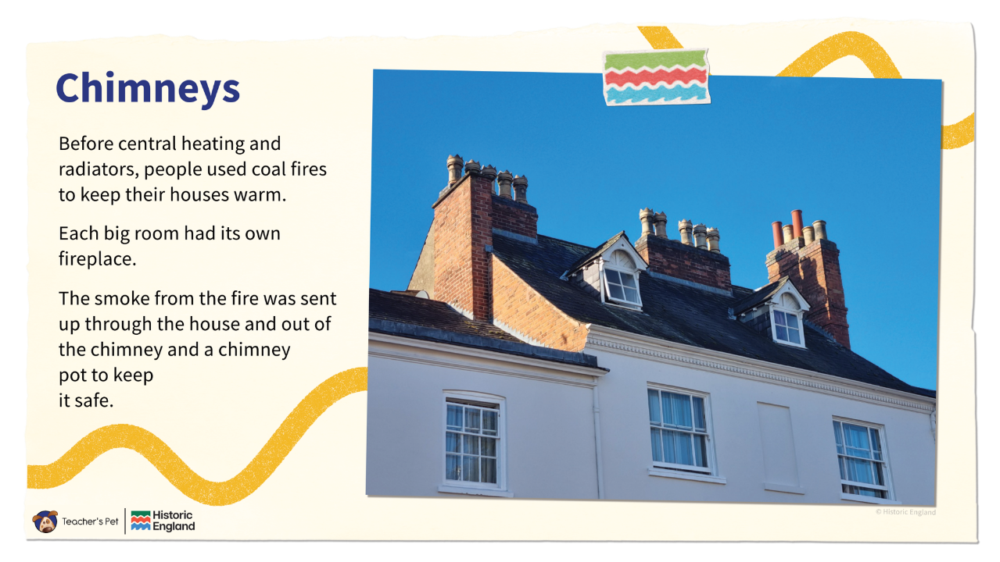 Chimneys
Before central heating and
radiators, people used coal fires
to keep their houses warm.
Each big room had its own
fireplace.
The smoke from the fire was sent
up through the house and out of
the chimney and a chimney
pot to keep
it safe.
Teacher's Pet
Historic
England
© Historic England